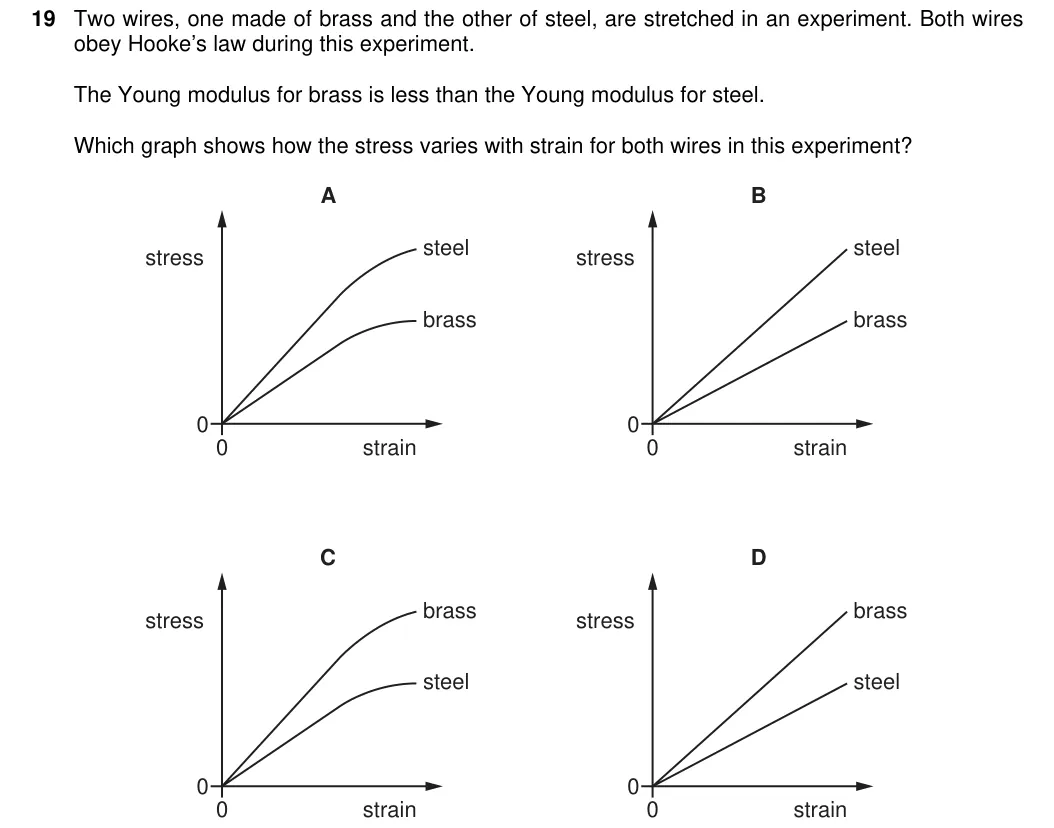 19 Two wires, one made of brass and the other of steel, are stretched in an experiment. Both wires
obey Hooke's law during this experiment.
The Young modulus for brass is less than the Young modulus for steel.
Which graph shows how the stress varies with strain for both wires in this experiment?
A
stress
steel
brass
0
0
strain
B
stress
steel
brass
0
0
strain
C
stress
brass
steel
0
0
strain
D
stress
brass
steel
0
0
strain